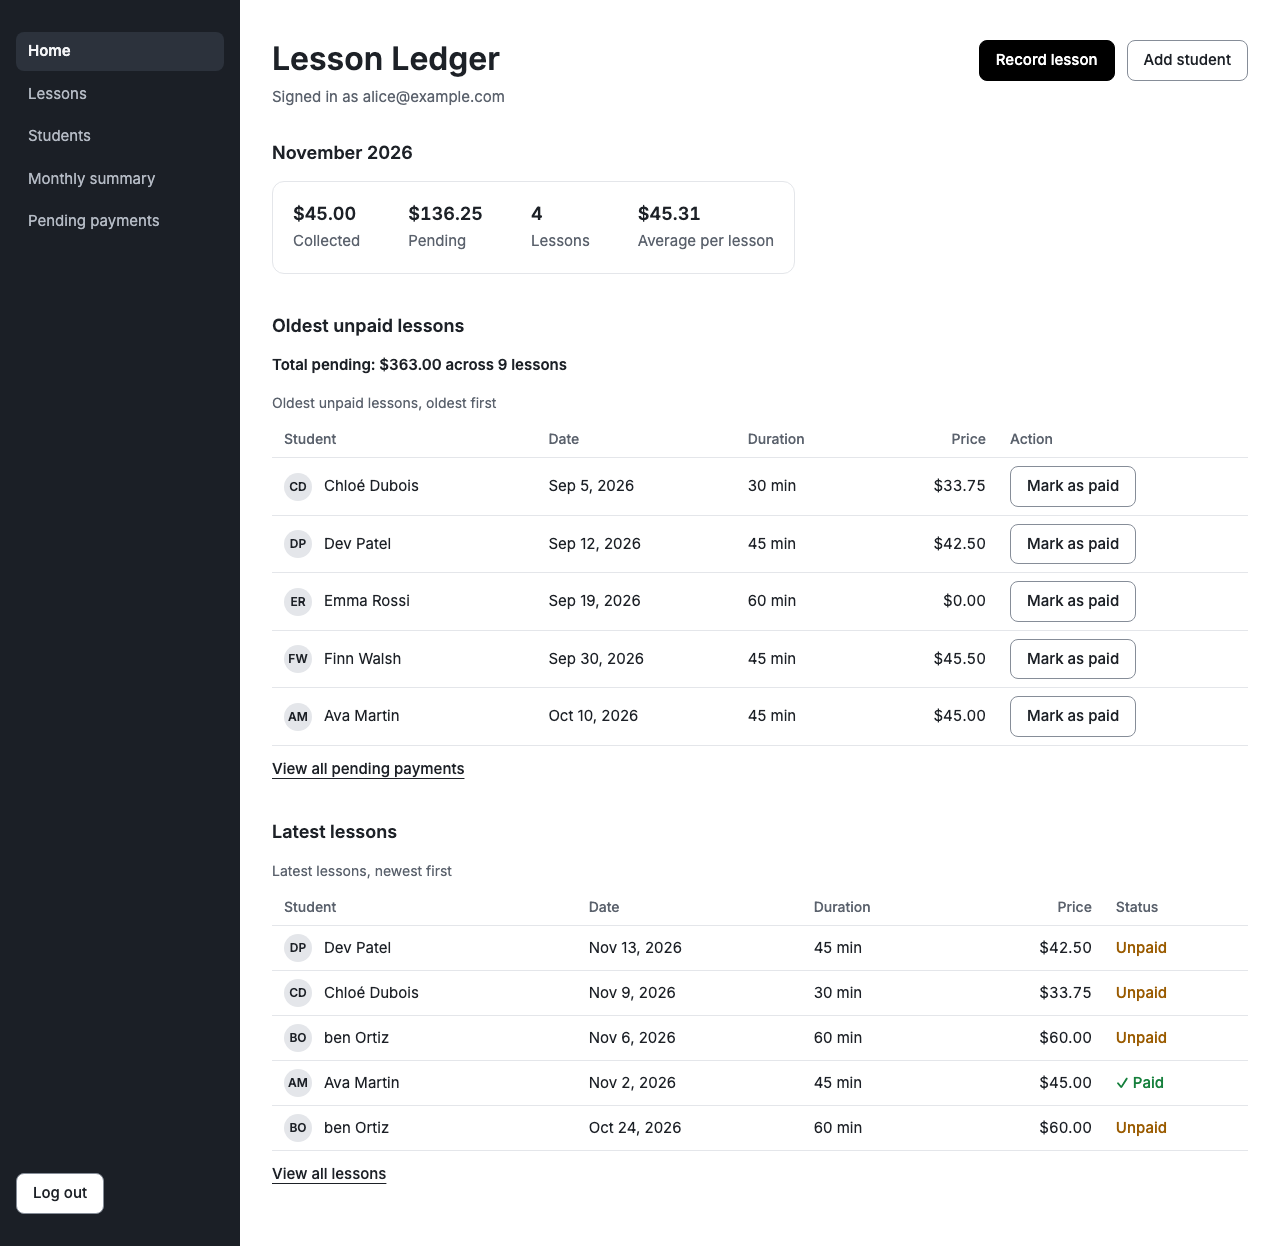 Home
Lessons
Students
Monthly summary
Pending payments
Log out
Lesson Ledger
Signed in as alice@example.com
Record lesson
Add student
November 2026
$45.00 $136.25 4 $45.31
Collected Pending Lessons Average per lesson
Oldest unpaid lessons
Total pending: $363.00 across 9 lessons
Oldest unpaid lessons, oldest first
Student Date Duration Price Action
CD Chloé Dubois Sep 5, 2026 30 min $33.75 Mark as paid
DP Dev Patel Sep 12, 2026 45 min $42.50 Mark as paid
ER Emma Rossi Sep 19, 2026 60 min $0.00 Mark as paid
FW Finn Walsh Sep 30, 2026 45 min $45.50 Mark as paid
AM Ava Martin Oct 10, 2026 45 min $45.00 Mark as paid
View all pending payments
Latest lessons
Latest lessons, newest first
Student Date Duration Price Status
DP Dev Patel Nov 13, 2026 45 min $42.50 Unpaid
CD Chloé Dubois Nov 9, 2026 30 min $33.75 Unpaid
BO ben Ortiz Nov 6, 2026 60 min $60.00 Unpaid
AM Ava Martin Nov 2, 2026 45 min $45.00 ✓ Paid
BO ben Ortiz Oct 24, 2026 60 min $60.00 Unpaid
View all lessons